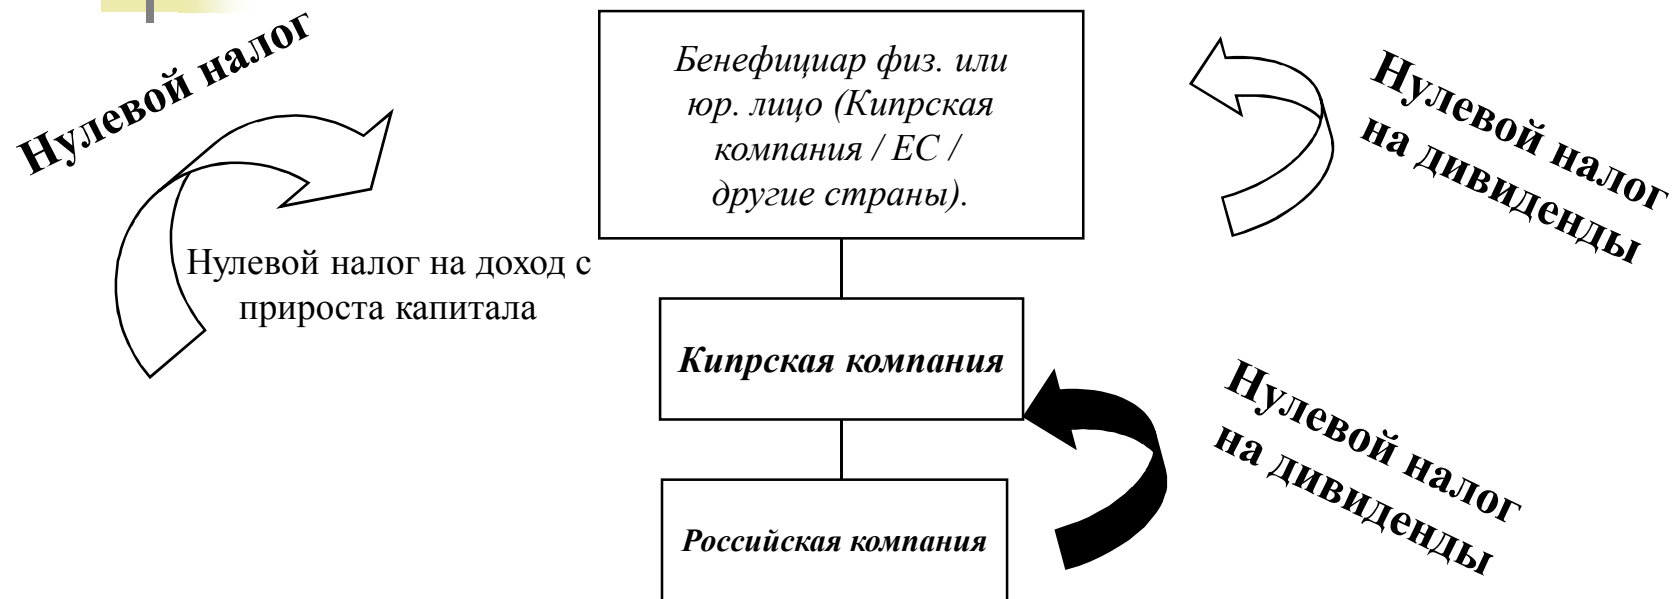 Нулевой налог
Бенефициар физ. или
юр. лицо (Кипрская
компания / ЕС /
другие страны).
Нулевой налог
на дивиденды
Нулевой налог на доход с
прироста капитала
Кипрская компания
Нулевой налог
на дивиденды
Российская компания